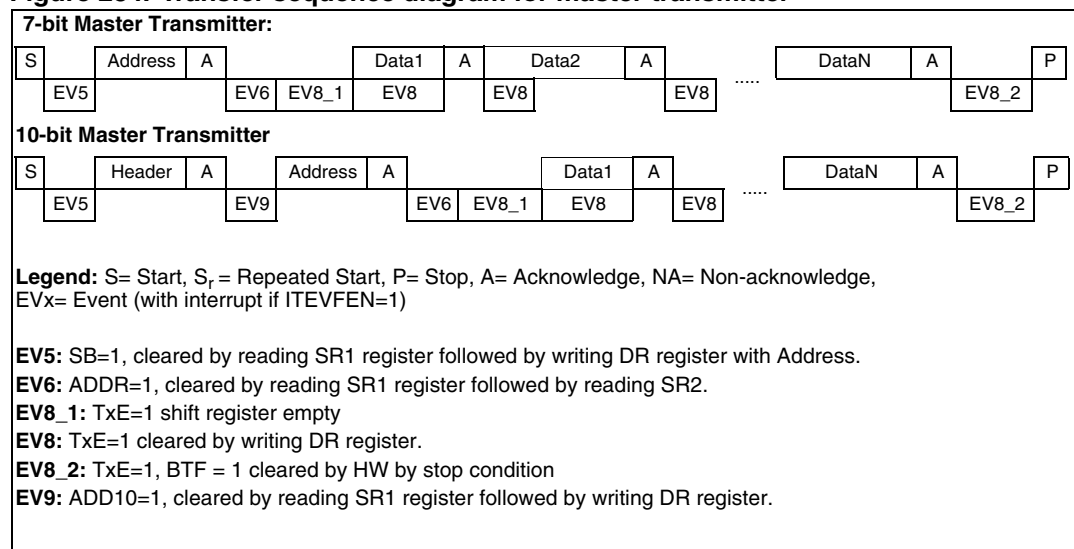 Transfer sequence diagram for master transmitter
7-bit Master Transmitter:
S Address A Data1 A Data2 A ..... DataN A P
EV5 EV6 EV8_1 EV8 EV8 EV8 EV8_2
10-bit Master Transmitter
S Header A Address A Data1 A ..... DataN A P
EV5 EV9 EV6 EV8_1 EV8 EV8 EV8_2
Legend: S= Start, Sr = Repeated Start, P= Stop, A= Acknowledge, NA= Non-acknowledge,
EVx= Event (with interrupt if ITEVFEN=1)
EV5: SB=1, cleared by reading SR1 register followed by writing DR register with Address.
EV6: ADDR=1, cleared by reading SR1 register followed by reading SR2.
EV8_1: TxE=1 shift register empty
EV8: TxE=1 cleared by writing DR register.
EV8_2: TxE=1, BTF = 1 cleared by HW by stop condition
EV9: ADD10=1, cleared by reading SR1 register followed by writing DR register.